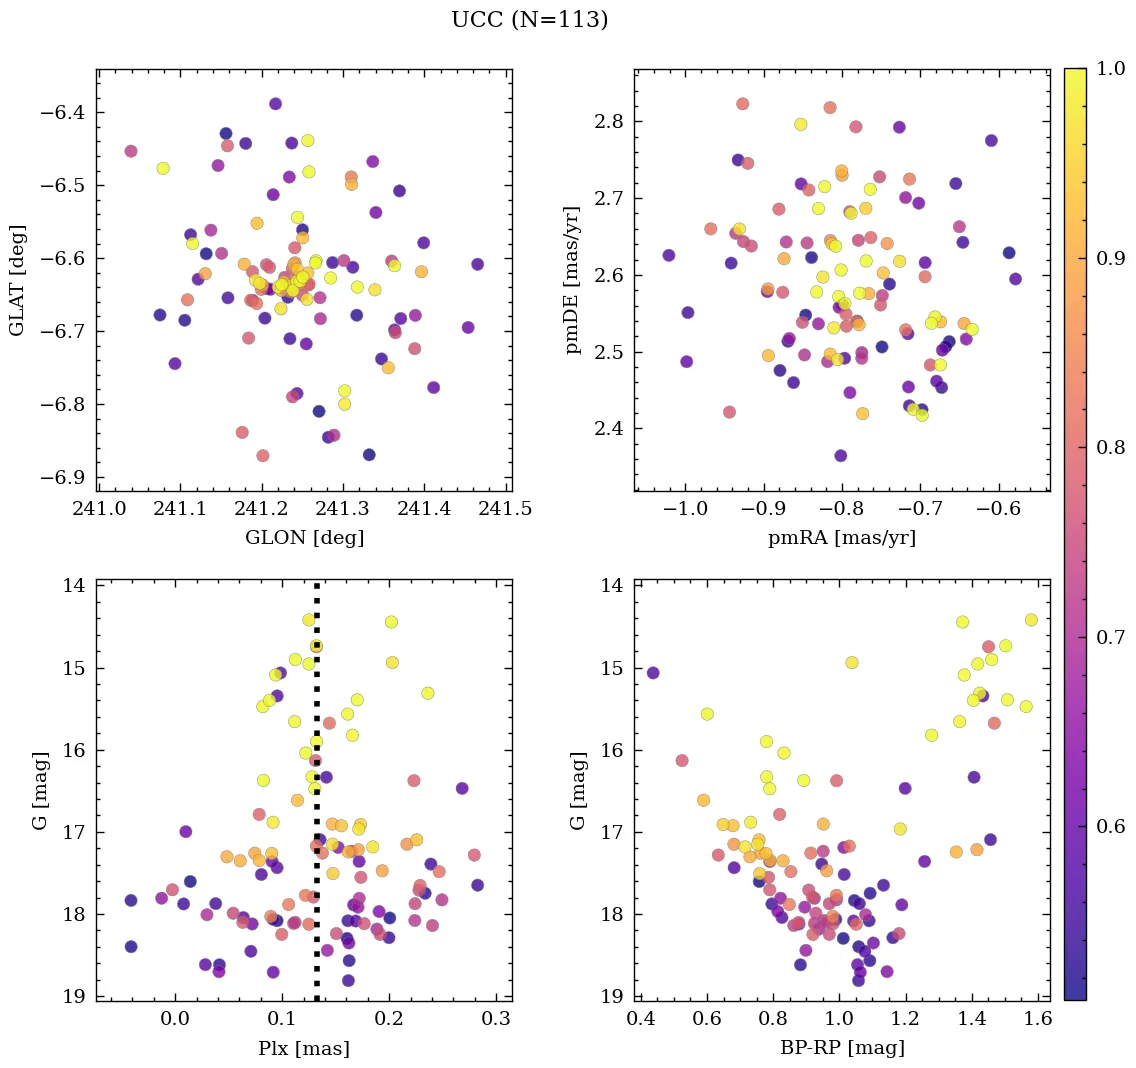 UCC (N=113)
−6.4
−6.5
−6.6
−6.7
−6.8
−6.9
GLAT [deg]
241.0 241.1 241.2 241.3 241.4 241.5
GLON [deg]
2.8
2.7
2.6
2.5
2.4
pmDE [mas/yr]
−1.0 −0.9 −0.8 −0.7 −0.6
pmRA [mas/yr]
1.0
0.9
0.8
0.7
0.6
14
15
16
17
18
19
G [mag]
0.0 0.1 0.2 0.3
Plx [mas]
14
15
16
17
18
19
G [mag]
0.4 0.6 0.8 1.0 1.2 1.4 1.6
BP-RP [mag]